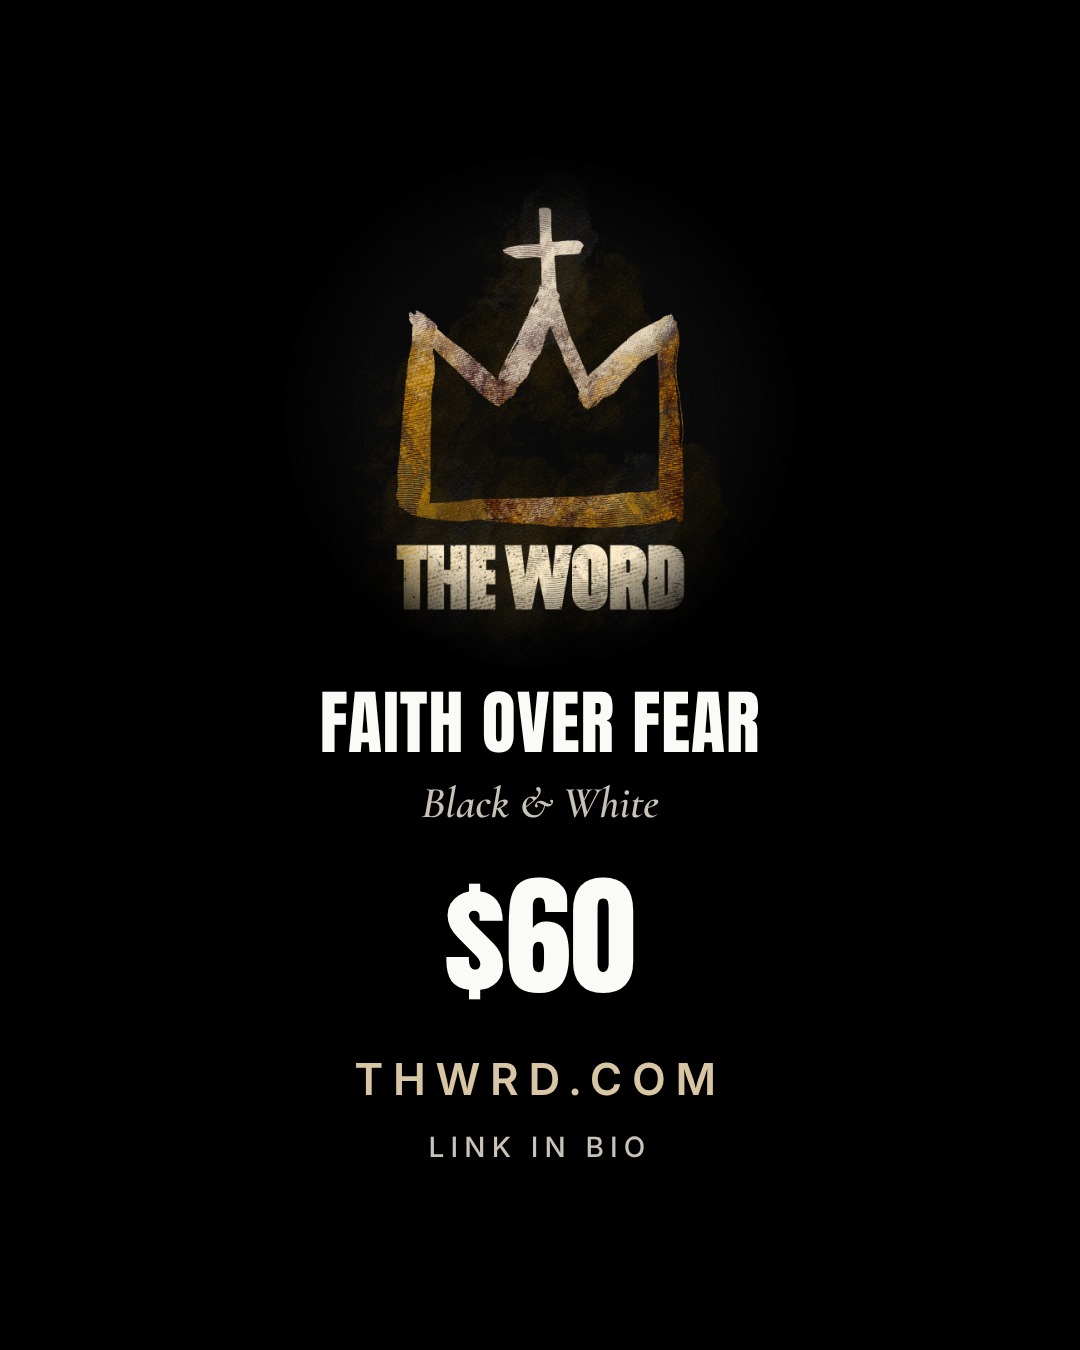 THE WORD
FAITH OVER FEAR
Black & White
$60
THWRD.COM
LINK IN BIO